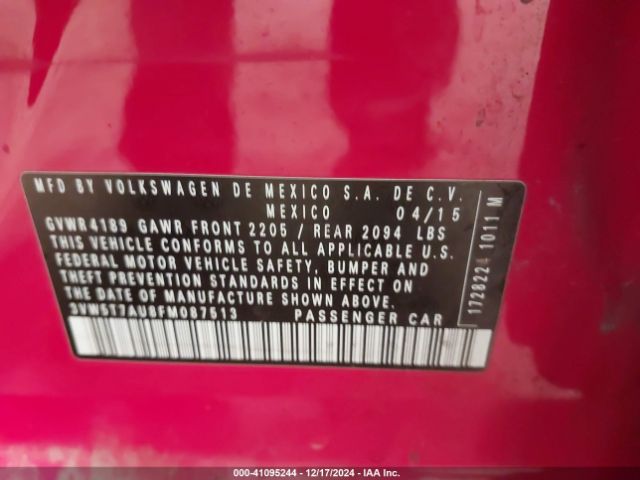 MFD BY VOLKSWAGEN DE MEXICO S.A. DE C.V.
MEXICO 04/15
GVWR4189 GAWR FRONT 2205 / REAR 2094 LBS
THIS VEHICLE CONFORMS TO ALL APPLICABLE U.S.
FEDERAL MOTOR VEHICLE SAFETY, BUMPER AND
THEFT PREVENTION STANDARDS IN EFFECT ON THE
DATE OF MANUFACTURE SHOWN ABOVE.
3VW5T7AU8FM087513 PASSENGER CAR
1728224 1011 M
000-41095244 - 12/17/2024 - IAA Inc.